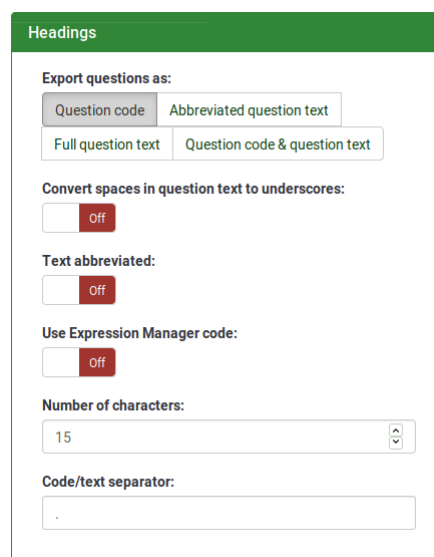 Headings
Export questions as:
Question code Abbreviated question text
Full question text Question code & question text
Convert spaces in question text to underscores:
Off
Text abbreviated:
Off
Use Expression Manager code:
Off
Number of characters:
15
Code/text separator:
.